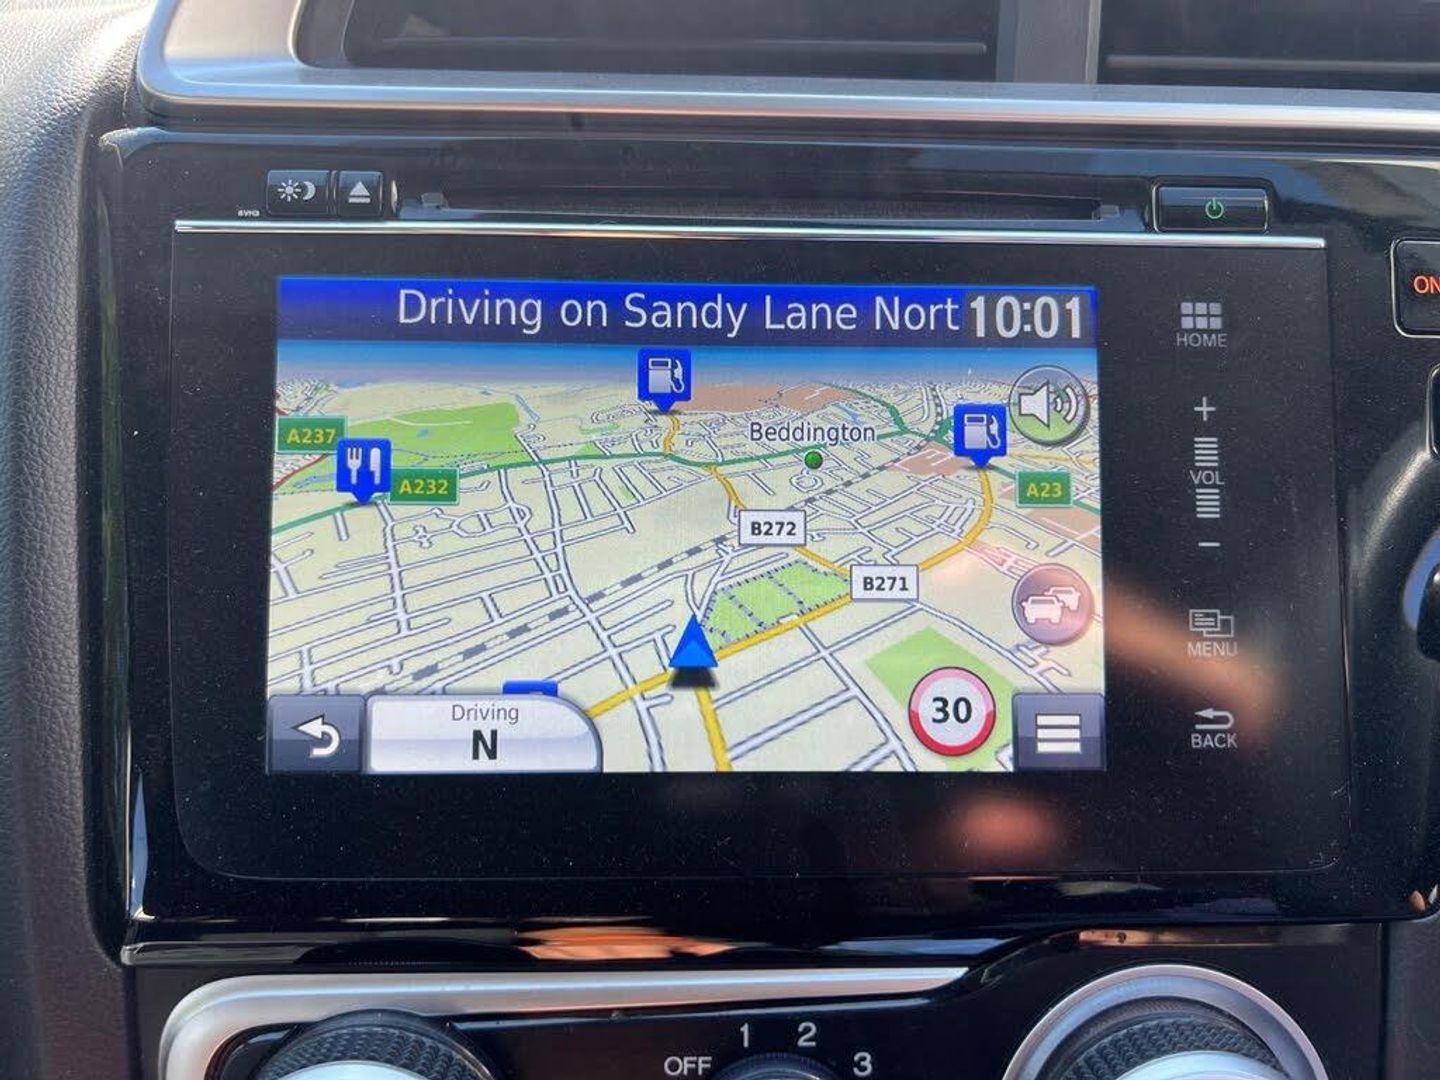 Driving on Sandy Lane Nort 10:01
HOME
Beddington
A237
A232
A23
+
VOL
−
B272
B271
MENU
30
Driving
N
BACK
ON
1 2
OFF 3